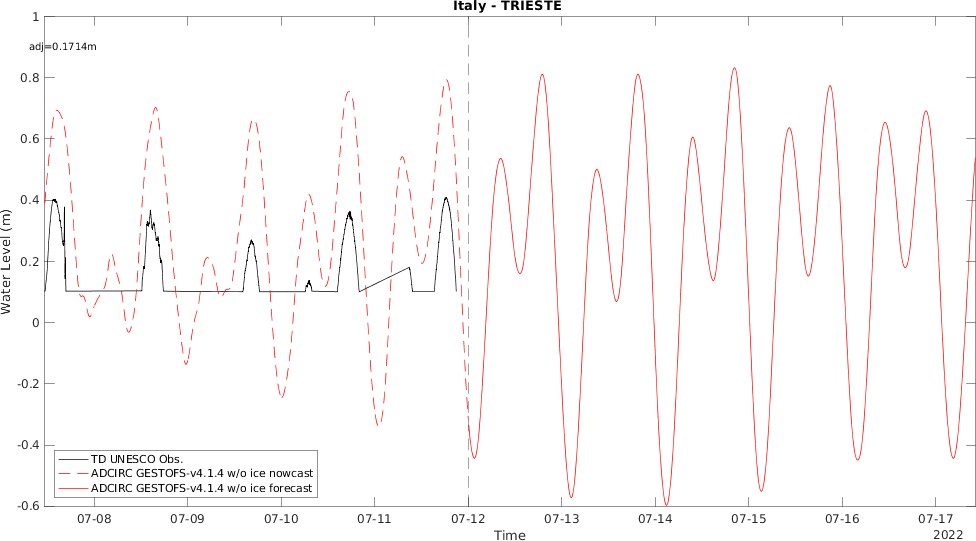 Italy - TRIESTE
adj=0.1714m
1
0.8
0.6
0.4
0.2
0
-0.2
-0.4
-0.6
Water Level (m)
TD UNESCO Obs.
ADCIRC GESTOFS-v4.1.4 w/o ice nowcast
ADCIRC GESTOFS-v4.1.4 w/o ice forecast
07-08 07-09 07-10 07-11 07-12 07-13 07-14 07-15 07-16 07-17
Time
2022